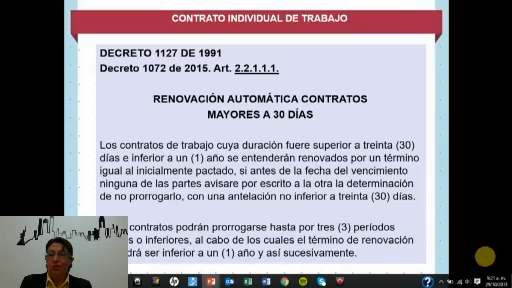 CONTRATO INDIVIDUAL DE TRABAJO
DECRETO 1127 DE 1991
Decreto 1072 de 2015. Art. 2.2.1.1.1.
RENOVACIÓN AUTOMÁTICA CONTRATOS
MAYORES A 30 DÍAS
Los contratos de trabajo cuya duración fuere superior a treinta (30)
días e inferior a un (1) año se entenderán renovados por un término
igual al inicialmente pactado, si antes de la fecha del vencimiento
ninguna de las partes avisare por escrito a la otra la determinación
de no prorrogarlo, con una antelación no inferior a treinta (30) días.
contratos podrán prorrogarse hasta por tres (3) períodos
o inferiores, al cabo de los cuales el término de renovación
ser inferior a un (1) año y así sucesivamente.
29/10/2015